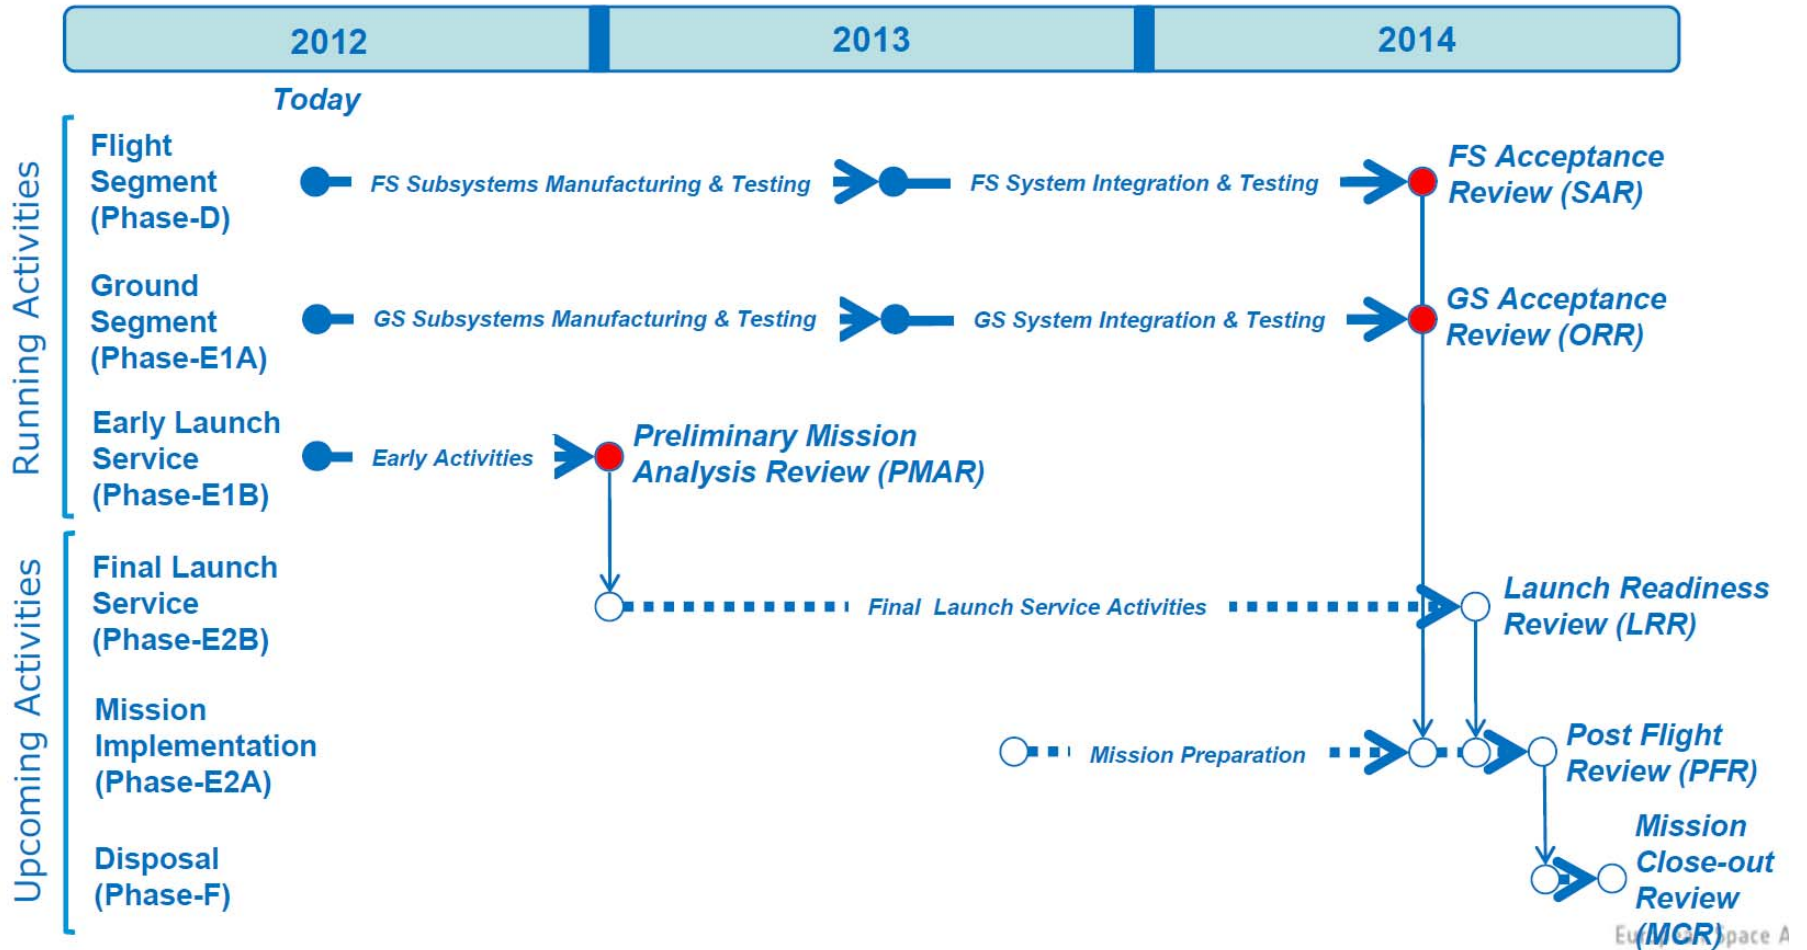 2012
2013
2014
Today
Running Activities
Flight
Segment
(Phase-D)
FS Subsystems Manufacturing & Testing
FS System Integration & Testing
FS Acceptance
Review (SAR)
Ground
Segment
(Phase-E1A)
GS Subsystems Manufacturing & Testing
GS System Integration & Testing
GS Acceptance
Review (ORR)
Early Launch
Service
(Phase-E1B)
Early Activities
Preliminary Mission
Analysis Review (PMAR)
Upcoming Activities
Final Launch
Service
(Phase-E2B)
Final Launch Service Activities
Launch Readiness
Review (LRR)
Mission
Implementation
(Phase-E2A)
Mission Preparation
Post Flight
Review (PFR)
Disposal
(Phase-F)
Mission
Close-out
Review
(MCR)
Space A